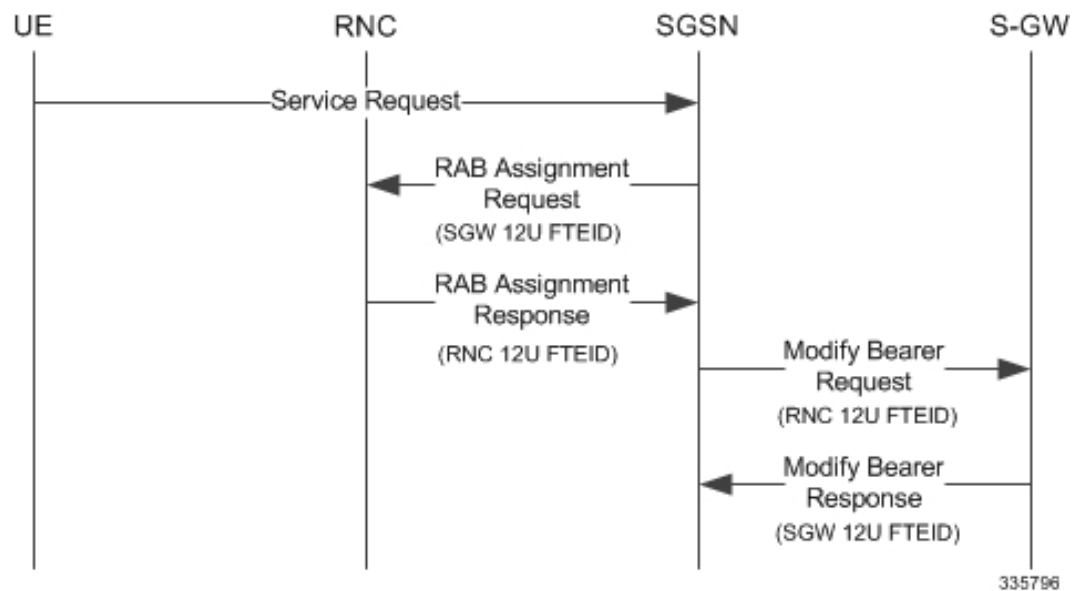 UE RNC SGSN S-GW
Service Request
RAB Assignment
Request
(SGW 12U FTEID)
RAB Assignment
Response
(RNC 12U FTEID)
Modify Bearer
Request
(RNC 12U FTEID)
Modify Bearer
Response
(SGW 12U FTEID)
335796